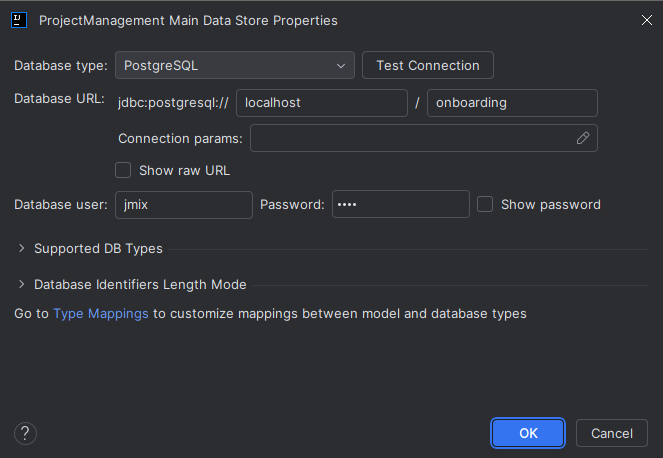 ProjectManagement Main Data Store Properties
Database type: PostgreSQL Test Connection
Database URL: jdbc:postgresql:// localhost / onboarding
Connection params:
Show raw URL
Database user: jmix Password: •••• Show password
Supported DB Types
Database Identifiers Length Mode
Go to Type Mappings to customize mappings between model and database types
? OK Cancel